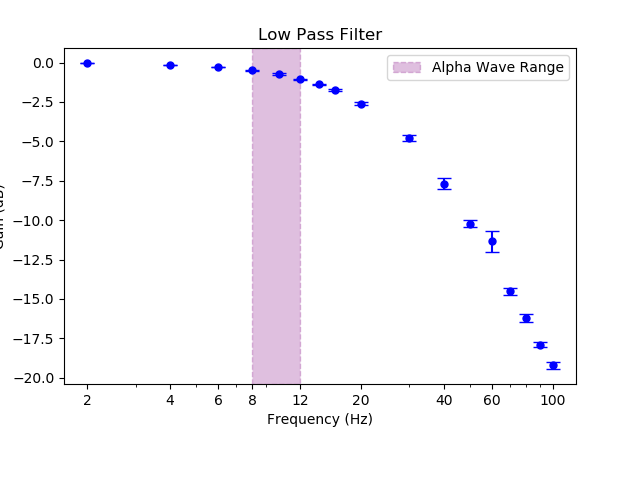 Low Pass Filter
Alpha Wave Range
0.0
−2.5
−5.0
−7.5
−10.0
−12.5
−15.0
−17.5
−20.0
Gain (dB)
2 4 6 8 12 20 40 60 100
Frequency (Hz)